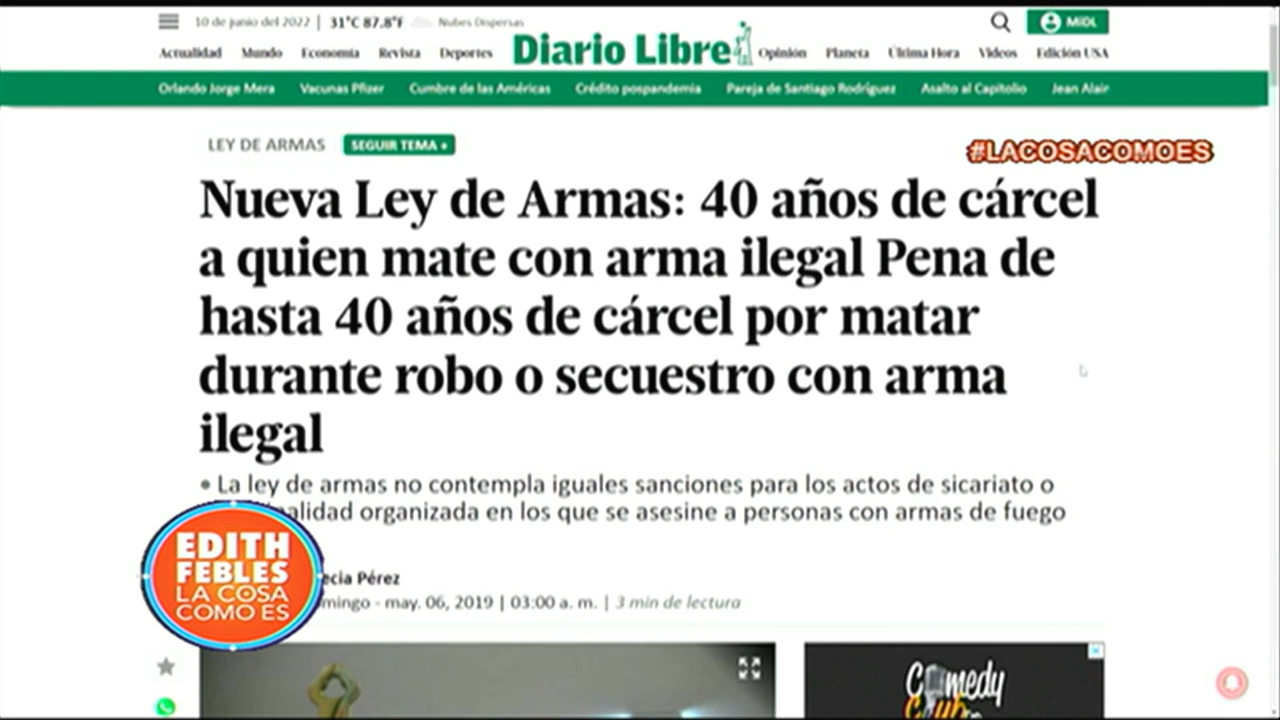 10 de junio del 2022 | 31°C 87.8°F Nubes Dispersas
MiDL
Actualidad Mundo Economía Revista Deportes Diario Libre Opinión Planeta Última Hora Videos Edición USA
Orlando Jorge Mera Vacunas Pfizer Cumbre de las Américas Crédito pospandemia Pareja de Santiago Rodríguez Asalto al Capitolio Jean Alain
LEY DE ARMAS SEGUIR TEMA +
#LACOSACOMOES
Nueva Ley de Armas: 40 años de cárcel
a quien mate con arma ilegal Pena de
hasta 40 años de cárcel por matar
durante robo o secuestro con arma
ilegal
• La ley de armas no contempla iguales sanciones para los actos de sicariato o
alidad organizada en los que se asesine a personas con armas de fuego
EDITH
FEBLES
LA COSA
COMO ES
ecia Pérez
mingo - may. 06, 2019 | 03:00 a. m. | 3 min de lectura
Comedy
Club